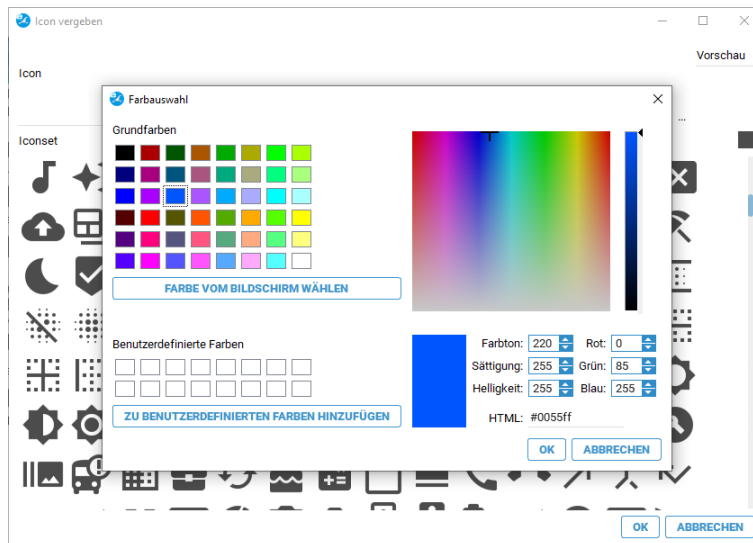 Icon vergeben
Vorschau
Icon
...
Iconset
Farbauswahl
Grundfarben
FARBE VOM BILDSCHIRM WÄHLEN
Benutzerdefinierte Farben
ZU BENUTZERDEFINIERTEN FARBEN HINZUFÜGEN
Farbton: 220 Rot: 0
Sättigung: 255 Grün: 85
Helligkeit: 255 Blau: 255
HTML: #0055ff
OK ABBRECHEN
OK ABBRECHEN